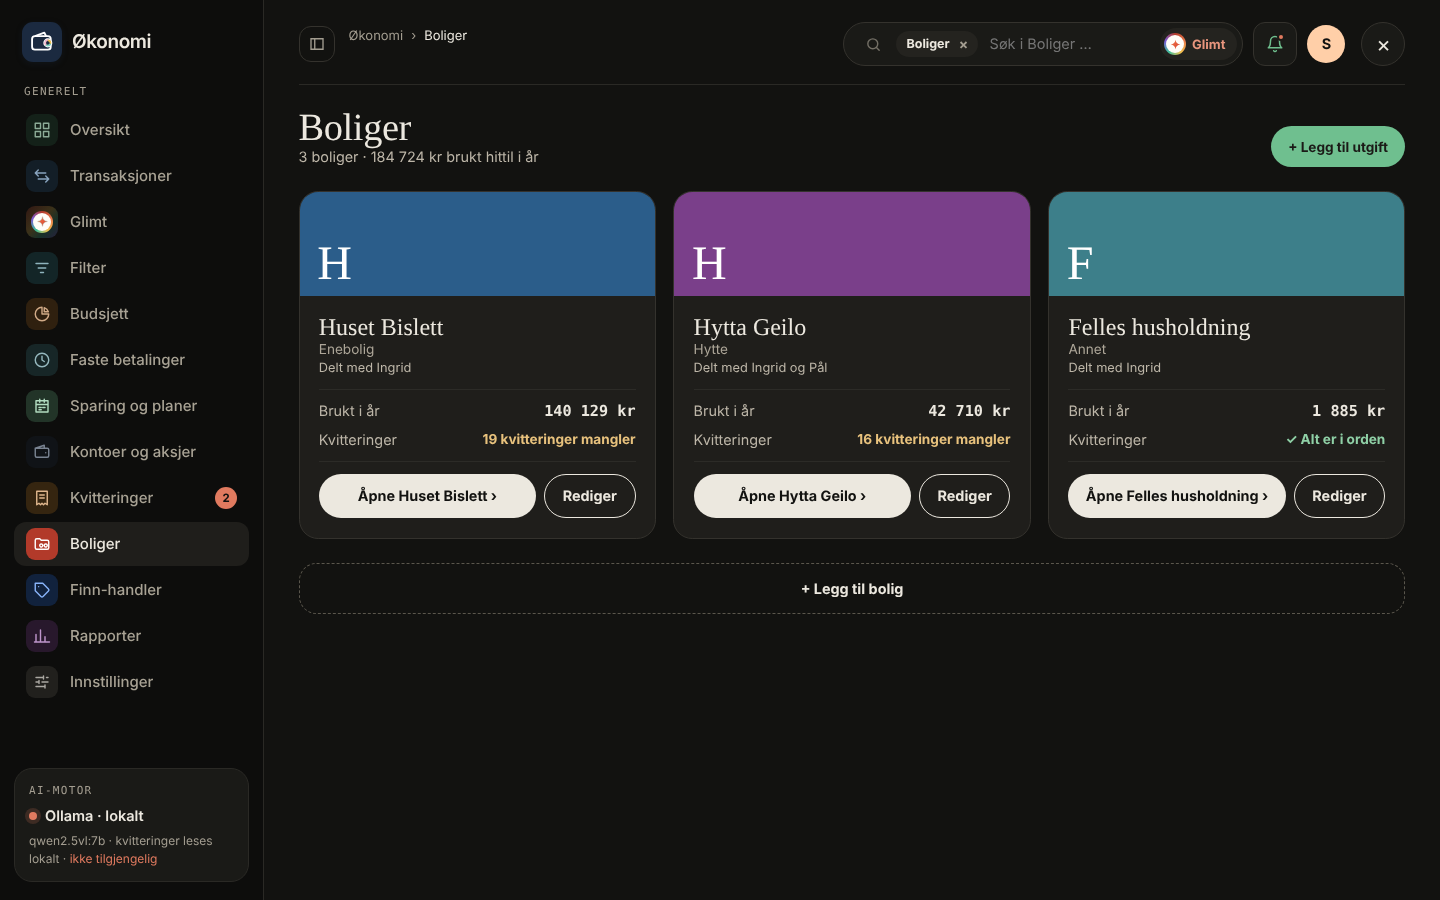 Økonomi
GENERELT
Oversikt
Transaksjoner
Glimt
Filter
Budsjett
Faste betalinger
Sparing og planer
Kontoer og aksjer
Kvitteringer 2
Boliger
Finn-handler
Rapporter
Innstillinger
AI-MOTOR
Ollama · lokalt
qwen2.5vl:7b · kvitteringer leses
lokalt · ikke tilgjengelig
Økonomi › Boliger
Boliger × Søk i Boliger ... Glimt
S ×
Boliger
3 boliger · 184 724 kr brukt hittil i år
+ Legg til utgift
H
Huset Bislett
Enebolig
Delt med Ingrid
Brukt i år 140 129 kr
Kvitteringer 19 kvitteringer mangler
Åpne Huset Bislett › Rediger
H
Hytta Geilo
Hytte
Delt med Ingrid og Pål
Brukt i år 42 710 kr
Kvitteringer 16 kvitteringer mangler
Åpne Hytta Geilo › Rediger
F
Felles husholdning
Annet
Delt med Ingrid
Brukt i år 1 885 kr
Kvitteringer ✓ Alt er i orden
Åpne Felles husholdning › Rediger
+ Legg til bolig